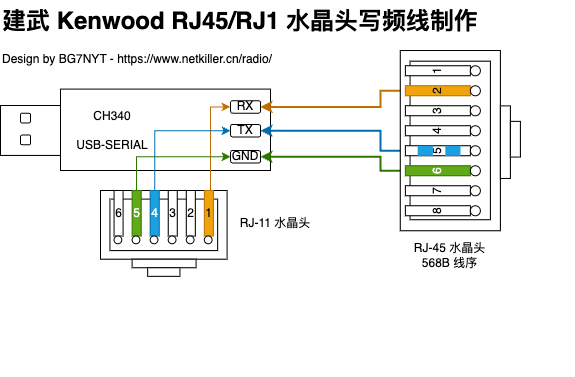 建武 Kenwood RJ45/RJ1 水晶头写频线制作
Design by BG7NYT - https://www.netkiller.cn/radio/
CH340
USB-SERIAL
RX
TX
GND
1
2
3
4
5
6
7
8
RJ-45 水晶头
568B 线序
6 5 4 3 2 1
RJ-11 水晶头